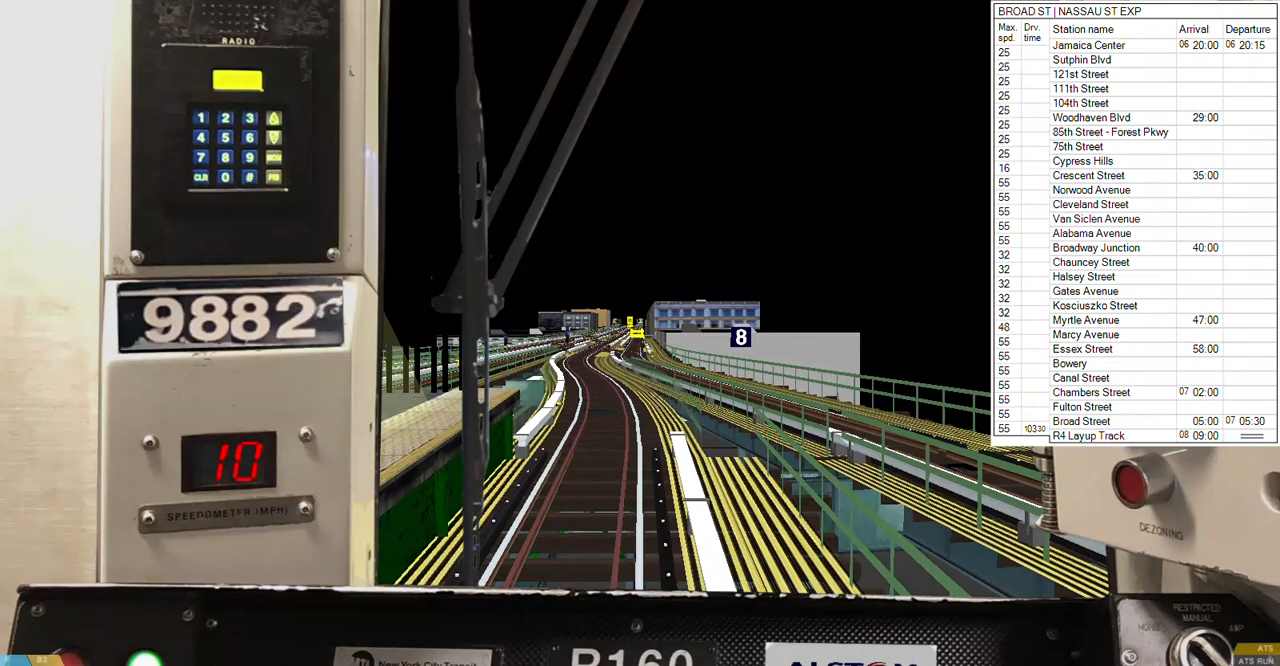 RADIO
1 2 3
4 5 6
7 8 9
CLR 0 #
9882
10
SPEEDOMETER (MPH)
8
BROAD ST | NASSAU ST EXP
Max. spd. Drv. time Station name Arrival Departure
Jamaica Center 06 20:00 06 20:15
25
Sutphin Blvd
25
121st Street
25
111th Street
25
104th Street
25
Woodhaven Blvd 29:00
25
85th Street - Forest Pkwy
25
75th Street
25
Cypress Hills
16
Crescent Street 35:00
55
Norwood Avenue
55
Cleveland Street
55
Van Siclen Avenue
55
Alabama Avenue
55
Broadway Junction 40:00
32
Chauncey Street
32
Halsey Street
32
Gates Avenue
32
Kosciuszko Street
32
Myrtle Avenue 47:00
48
Marcy Avenue
55
Essex Street 58:00
55
Bowery
55
Canal Street
55
Chambers Street 07 02:00
55
Fulton Street
55
Broad Street 05:00 07 05:30
55 10330
R4 Layup Track 08 09:00
DEZONING
RESTRICTED
MANUAL
ATS
ATS RUN
B3
New York City Transit
R160
ALSTOM